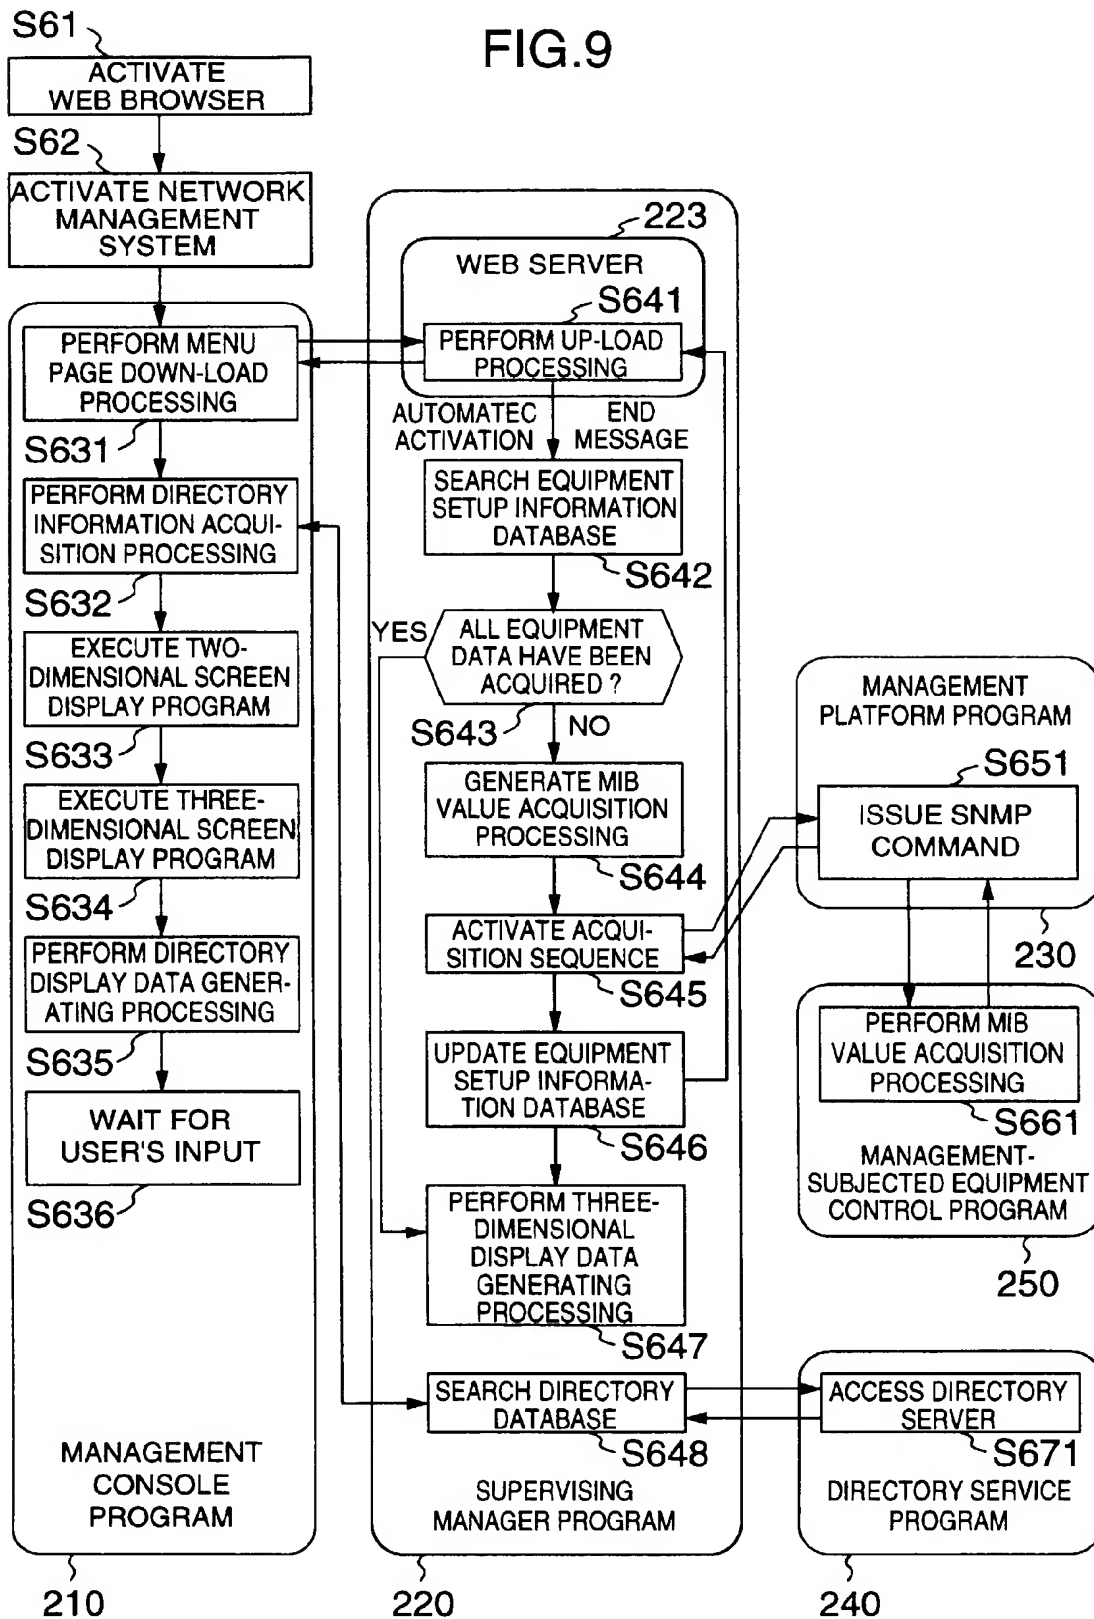 FIG.9
S61
ACTIVATE
WEB BROWSER
S62
ACTIVATE NETWORK
MANAGEMENT
SYSTEM
PERFORM MENU
PAGE DOWN-LOAD
PROCESSING
S631
PERFORM DIRECTORY
INFORMATION ACQUI-
SITION PROCESSING
S632
EXECUTE TWO-
DIMENSIONAL SCREEN
DISPLAY PROGRAM
S633
EXECUTE THREE-
DIMENSIONAL SCREEN
DISPLAY PROGRAM
S634
PERFORM DIRECTORY
DISPLAY DATA GENER-
ATING PROCESSING
S635
WAIT FOR
USER'S INPUT
S636
MANAGEMENT
CONSOLE
PROGRAM
210
223
WEB SERVER
S641
PERFORM UP-LOAD
PROCESSING
AUTOMATEC
ACTIVATION
END
MESSAGE
SEARCH EQUIPMENT
SETUP INFORMATION
DATABASE
S642
YES
ALL EQUIPMENT
DATA HAVE BEEN
ACQUIRED ?
S643
NO
GENERATE MIB
VALUE ACQUISITION
PROCESSING
S644
ACTIVATE ACQUI-
SITION SEQUENCE
S645
UPDATE EQUIPMENT
SETUP INFORMA-
TION DATABASE
S646
PERFORM THREE-
DIMENSIONAL
DISPLAY DATA
GENERATING
PROCESSING
S647
SEARCH DIRECTORY
DATABASE
S648
SUPERVISING
MANAGER PROGRAM
220
MANAGEMENT
PLATFORM PROGRAM
S651
ISSUE SNMP
COMMAND
230
PERFORM MIB
VALUE ACQUISITION
PROCESSING
S661
MANAGEMENT-
SUBJECTED EQUIPMENT
CONTROL PROGRAM
250
ACCESS DIRECTORY
SERVER
S671
DIRECTORY SERVICE
PROGRAM
240